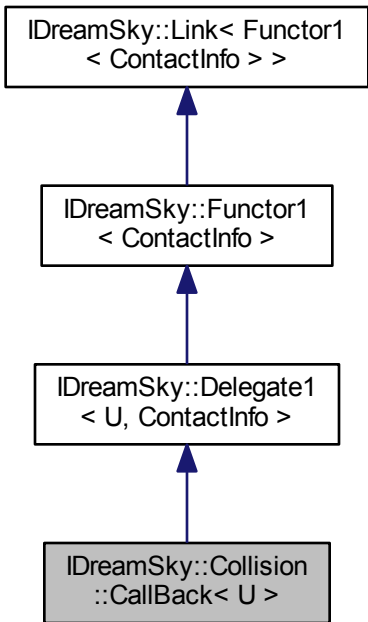 IDreamSky::Link< Functor1
< ContactInfo > >
IDreamSky::Functor1
< ContactInfo >
IDreamSky::Delegate1
< U, ContactInfo >
IDreamSky::Collision
::CallBack< U >